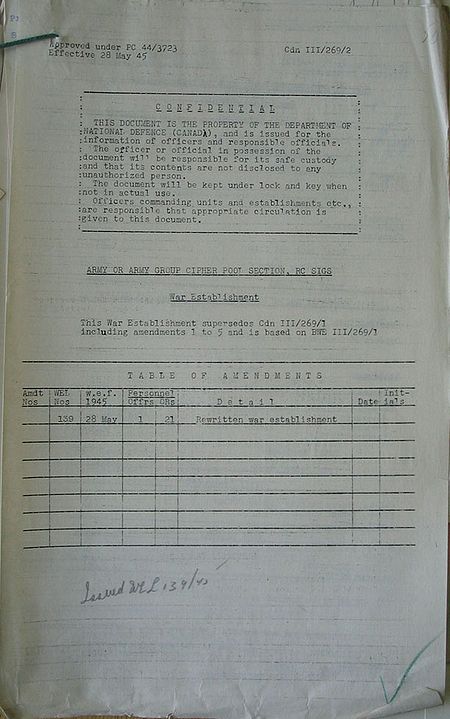 Approved under PC 44/3723 Cdn III/269/2
Effective 28 May 45
CONFIDENTIAL
THIS DOCUMENT IS THE PROPERTY OF THE DEPARTMENT OF
NATIONAL DEFENCE (CANADA), and is issued for the
information of officers and responsible officials.
The officer or official in possession of the
document will be responsible for its safe custody
and that its contents are not disclosed to any
unauthorized person.
The document will be kept under lock and key when
not in actual use.
Officers commanding units and establishments etc.,
are responsible that appropriate circulation is
given to this document.
ARMY OR ARMY GROUP CIPHER POOL SECTION, RC SIGS
War Establishment
This War Establishment supersedes Cdn III/269/1
including amendments 1 to 5 and is based on BWE III/269/1
TABLE OF AMENDMENTS
Amdt WEL w.e.f. Personnel Init-
Nos Nos 1945 Offrs ORs Detail Date ials
139 28 May 1 21 Rewritten war establishment
Issued WEL 139/45